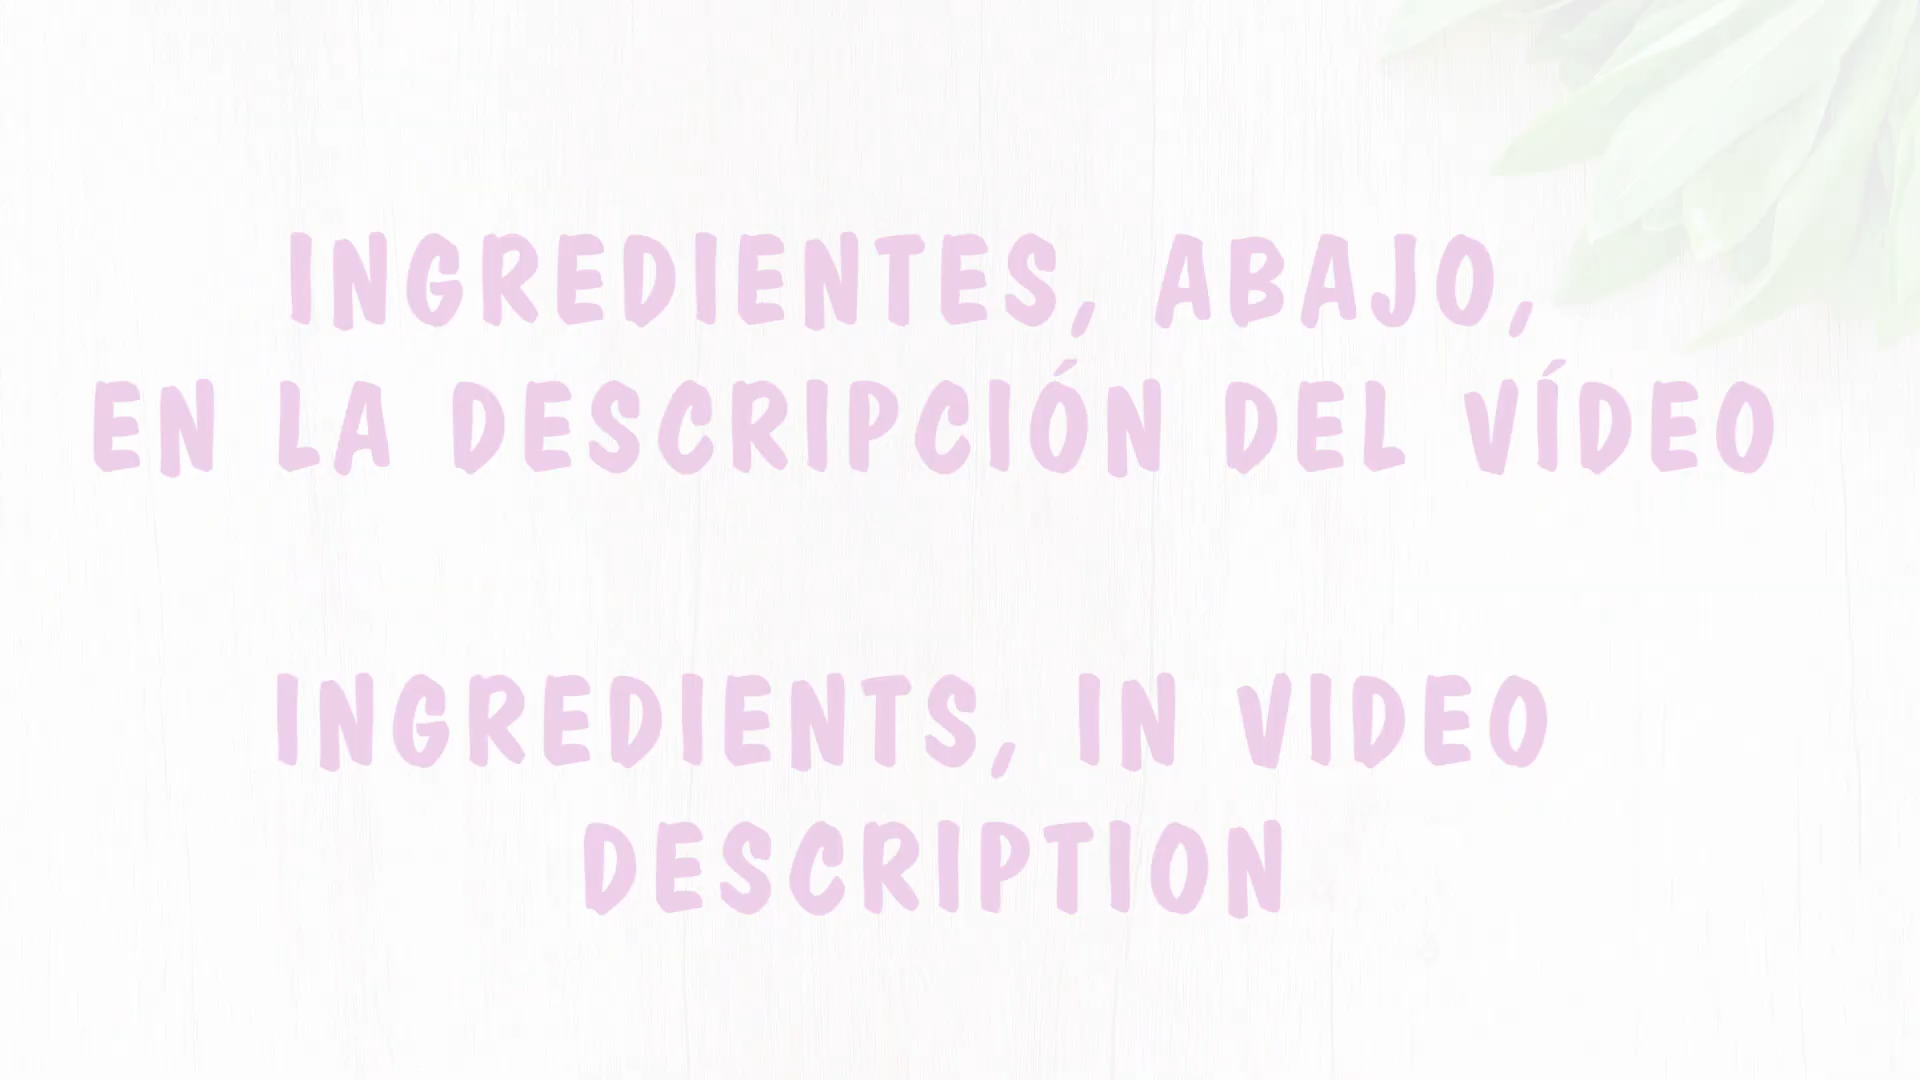 INGREDIENTES, ABAJO,
EN LA DESCRIPCIÓN DEL VÍDEO
INGREDIENTS, IN VIDEO
DESCRIPTION